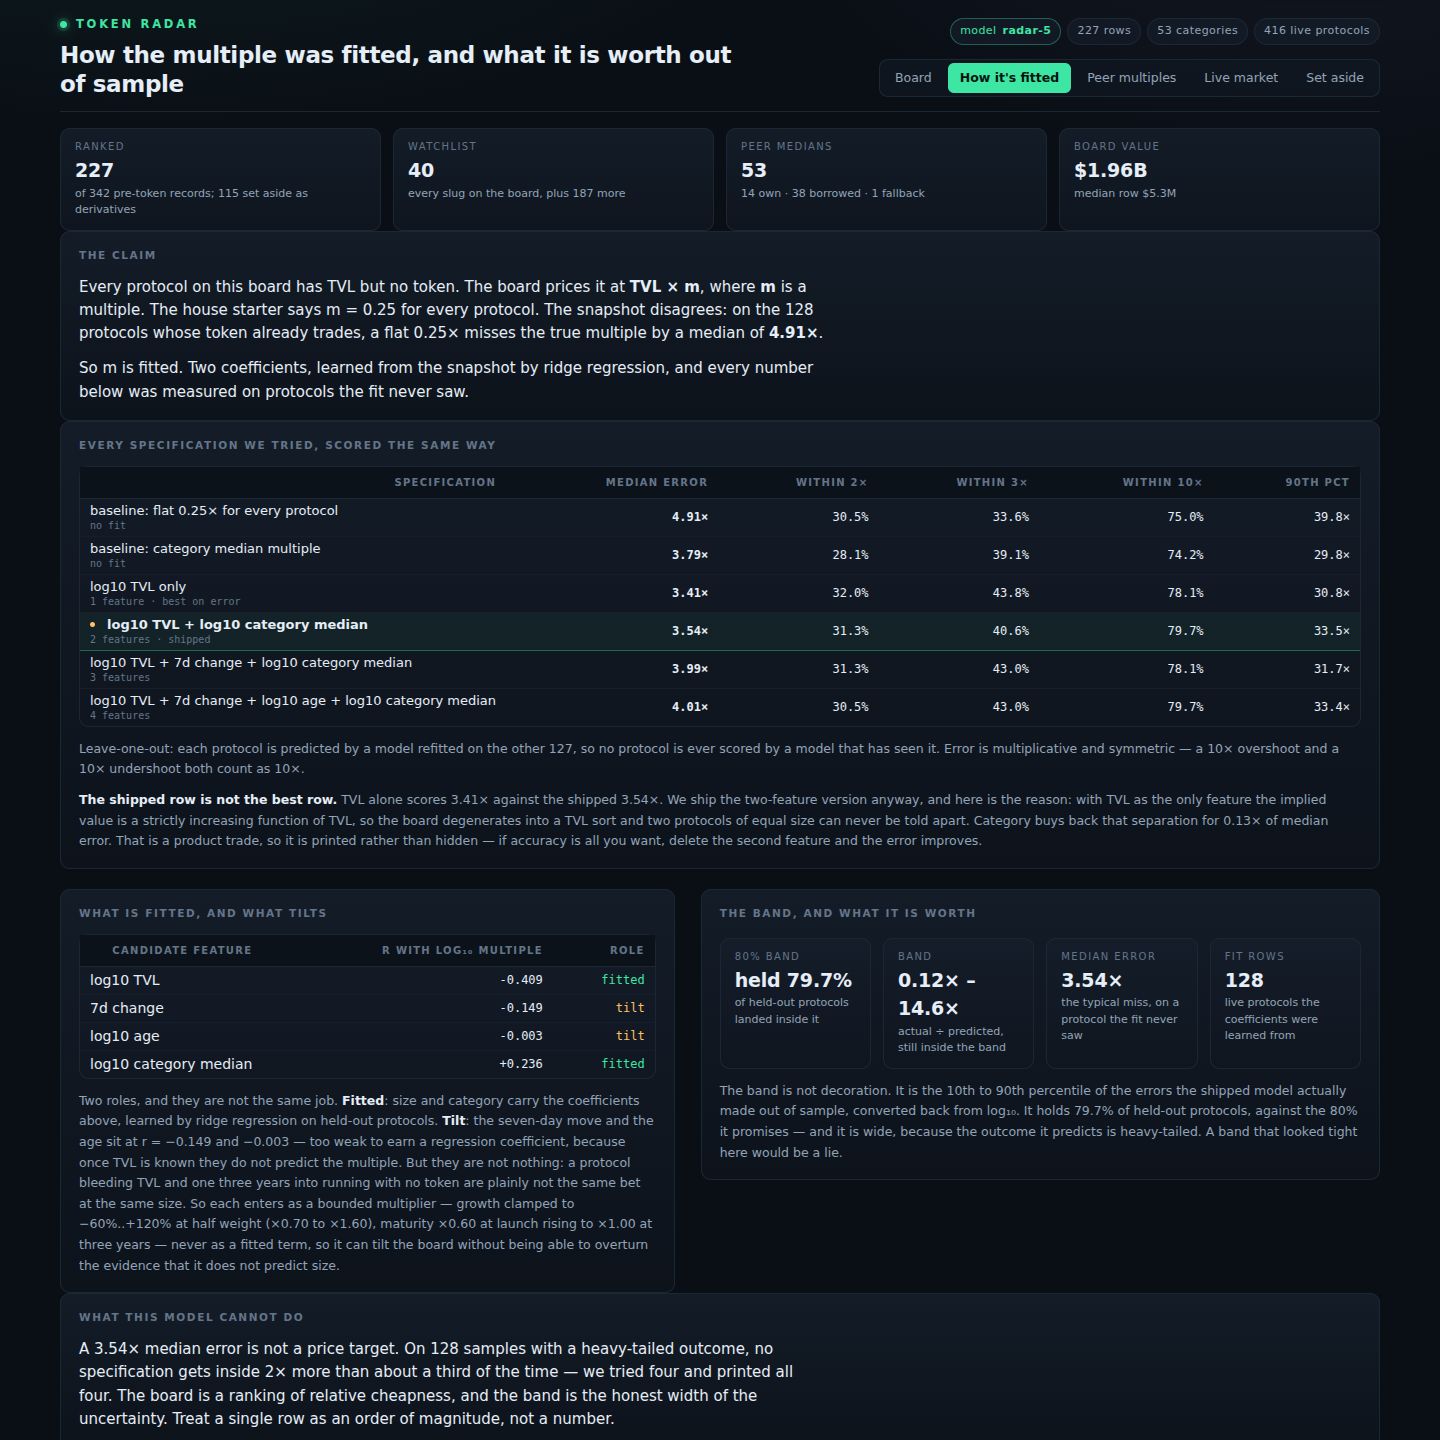 TOKEN RADAR
How the multiple was fitted, and what it is worth out
of sample
model radar-5
227 rows
53 categories
416 live protocols
Board
How it's fitted
Peer multiples
Live market
Set aside
RANKED
227
of 342 pre-token records; 115 set aside as
derivatives
WATCHLIST
40
every slug on the board, plus 187 more
PEER MEDIANS
53
14 own · 38 borrowed · 1 fallback
BOARD VALUE
$1.96B
median row $5.3M
THE CLAIM
Every protocol on this board has TVL but no token. The board prices it at TVL × m, where m is a
multiple. The house starter says m = 0.25 for every protocol. The snapshot disagrees: on the 128
protocols whose token already trades, a flat 0.25× misses the true multiple by a median of 4.91×.
So m is fitted. Two coefficients, learned from the snapshot by ridge regression, and every number
below was measured on protocols the fit never saw.
EVERY SPECIFICATION WE TRIED, SCORED THE SAME WAY
SPECIFICATION MEDIAN ERROR WITHIN 2× WITHIN 3× WITHIN 10× 90TH PCT
baseline: flat 0.25× for every protocol
no fit
4.91× 30.5% 33.6% 75.0% 39.8×
baseline: category median multiple
no fit
3.79× 28.1% 39.1% 74.2% 29.8×
log10 TVL only
1 feature · best on error
3.41× 32.0% 43.8% 78.1% 30.8×
log10 TVL + log10 category median
2 features · shipped
3.54× 31.3% 40.6% 79.7% 33.5×
log10 TVL + 7d change + log10 category median
3 features
3.99× 31.3% 43.0% 78.1% 31.7×
log10 TVL + 7d change + log10 age + log10 category median
4 features
4.01× 30.5% 43.0% 79.7% 33.4×
Leave-one-out: each protocol is predicted by a model refitted on the other 127, so no protocol is ever scored by a model that has seen it. Error is multiplicative and symmetric — a 10× overshoot and a
10× undershoot both count as 10×.
The shipped row is not the best row. TVL alone scores 3.41× against the shipped 3.54×. We ship the two-feature version anyway, and here is the reason: with TVL as the only feature the implied
value is a strictly increasing function of TVL, so the board degenerates into a TVL sort and two protocols of equal size can never be told apart. Category buys back that separation for 0.13× of median
error. That is a product trade, so it is printed rather than hidden — if accuracy is all you want, delete the second feature and the error improves.
WHAT IS FITTED, AND WHAT TILTS
CANDIDATE FEATURE R WITH LOG₁₀ MULTIPLE ROLE
log10 TVL -0.409 fitted
7d change -0.149 tilt
log10 age -0.003 tilt
log10 category median +0.236 fitted
Two roles, and they are not the same job. Fitted: size and category carry the coefficients
above, learned by ridge regression on held-out protocols. Tilt: the seven-day move and the
age sit at r = −0.149 and −0.003 — too weak to earn a regression coefficient, because
once TVL is known they do not predict the multiple. But they are not nothing: a protocol
bleeding TVL and one three years into running with no token are plainly not the same bet
at the same size. So each enters as a bounded multiplier — growth clamped to
−60%..+120% at half weight (×0.70 to ×1.60), maturity ×0.60 at launch rising to ×1.00 at
three years — never as a fitted term, so it can tilt the board without being able to overturn
the evidence that it does not predict size.
THE BAND, AND WHAT IT IS WORTH
80% BAND
held 79.7%
of held-out protocols
landed inside it
BAND
0.12× –
14.6×
actual ÷ predicted,
still inside the band
MEDIAN ERROR
3.54×
the typical miss, on a
protocol the fit never
saw
FIT ROWS
128
live protocols the
coefficients were
learned from
The band is not decoration. It is the 10th to 90th percentile of the errors the shipped model actually
made out of sample, converted back from log₁₀. It holds 79.7% of held-out protocols, against the 80%
it promises — and it is wide, because the outcome it predicts is heavy-tailed. A band that looked tight
here would be a lie.
WHAT THIS MODEL CANNOT DO
A 3.54× median error is not a price target. On 128 samples with a heavy-tailed outcome, no
specification gets inside 2× more than about a third of the time — we tried four and printed all
four. The board is a ranking of relative cheapness, and the band is the honest width of the
uncertainty. Treat a single row as an order of magnitude, not a number.